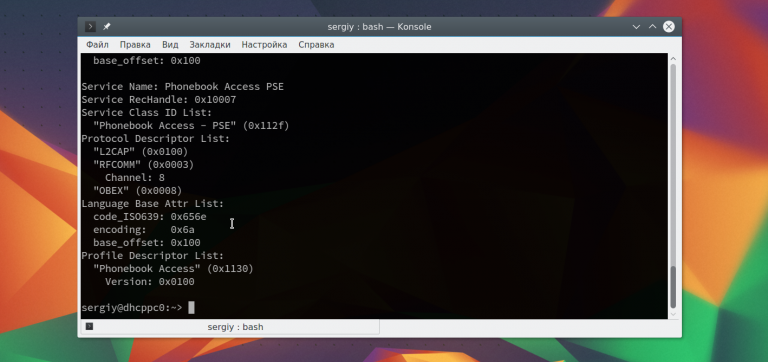 sergiy : bash — Konsole
Файл Правка Вид Закладки Настройка Справка
base_offset: 0x100
Service Name: Phonebook Access PSE
Service RecHandle: 0x10007
Service Class ID List:
"Phonebook Access - PSE" (0x112f)
Protocol Descriptor List:
"L2CAP" (0x0100)
"RFCOMM" (0x0003)
Channel: 8
"OBEX" (0x0008)
Language Base Attr List:
code_ISO639: 0x656e
encoding: 0x6a
base_offset: 0x100
Profile Descriptor List:
"Phonebook Access" (0x1130)
Version: 0x0100
sergiy@dhcppc0:~>
sergiy : bash